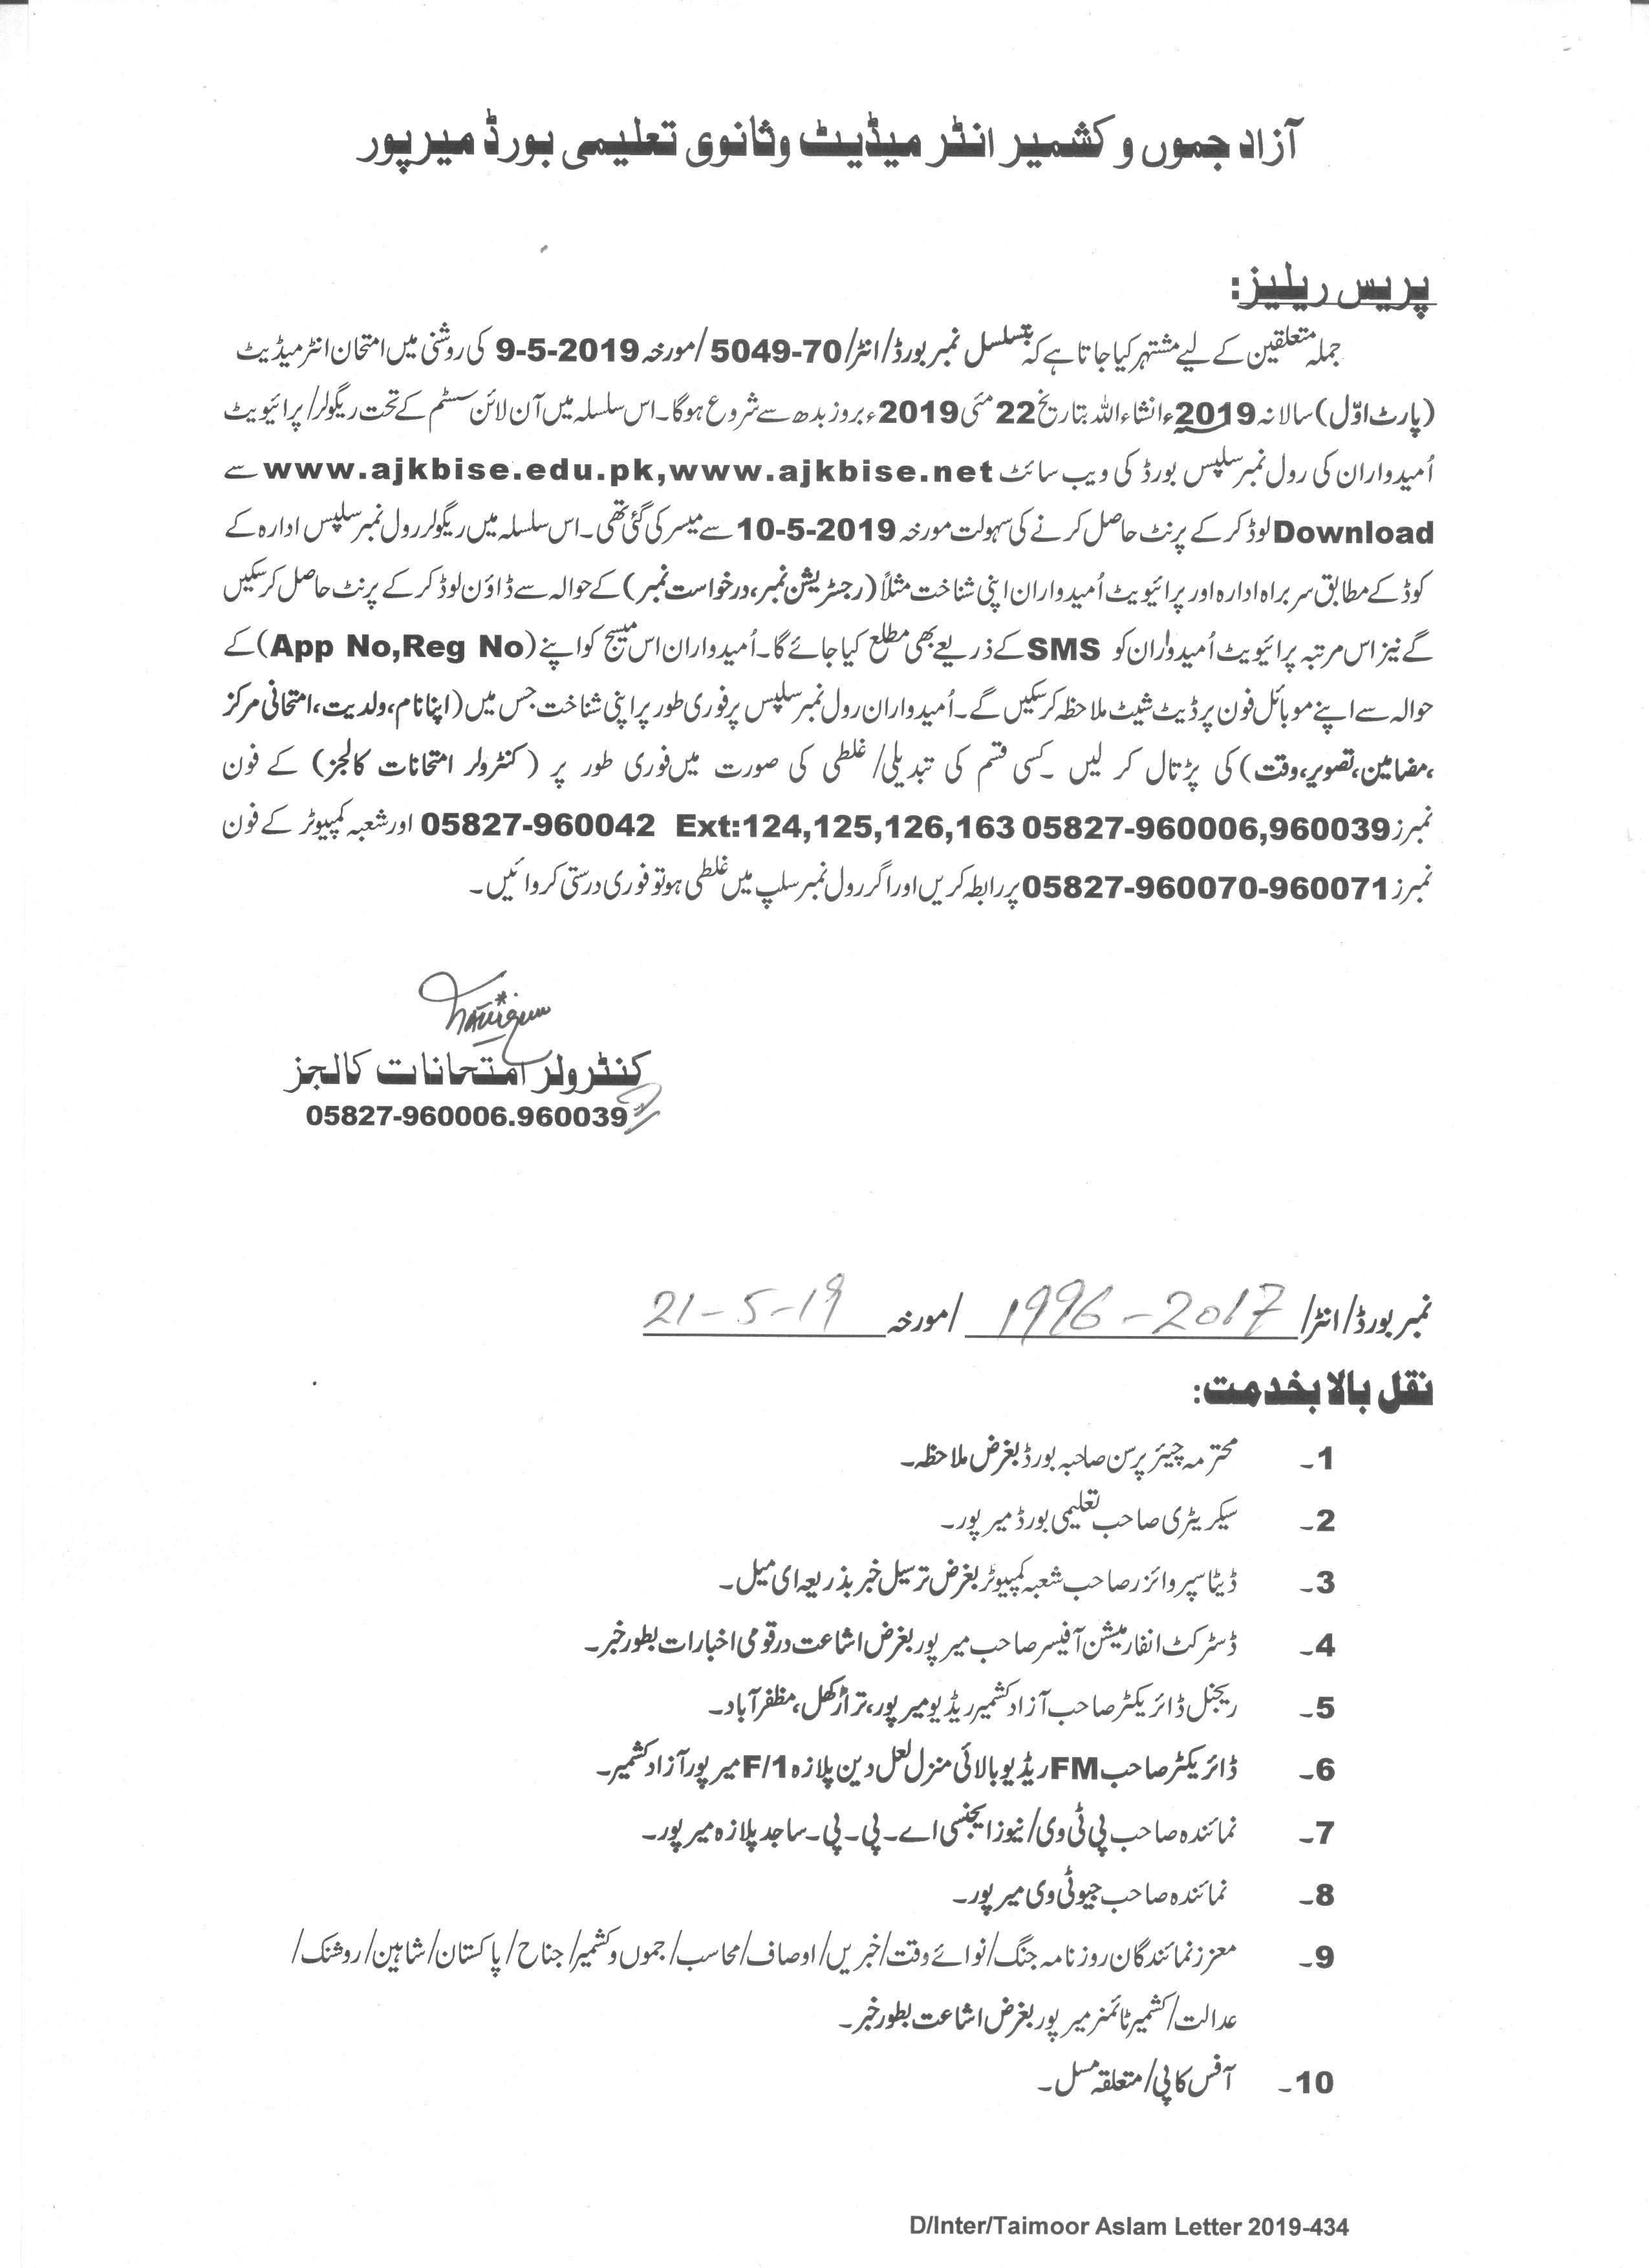 آزاد جموں و کشمیر انٹر میڈیٹ وثانوی تعلیمی بورڈ میرپور
پریس ریلیز:
جملہ متعلقین کے لیے مشتہر کیا جاتا ہے کہ بتسلسل نمبر بورڈ/انٹر/5049-70/مورخہ 9-5-2019 کی روشنی میں امتحان انٹرمیڈیٹ
(پارٹ اوّل) سالانہ 2019ء انشاءاللہ بتاریخ 22 مئی 2019ء بروز بدھ سے شروع ہوگا۔ اس سلسلہ میں آن لائن سسٹم کے تحت ریگولر/پرائیویٹ
اُمیدواران کی رول نمبر سلپس بورڈ کی ویب سائٹ www.ajkbise.edu.pk,www.ajkbise.net سے
Download لوڈ کر کے پرنٹ حاصل کرنے کی سہولت مورخہ 10-5-2019 سے میسر کی گئی تھی۔ اس سلسلہ میں ریگولر رول نمبر سلپس ادارہ کے
کوڈ کے مطابق سربراہ ادارہ اور پرائیویٹ اُمیدواران اپنی شناخت مثلاً (رجسٹریشن نمبر، درخواست نمبر) کے حوالہ سے ڈاؤن لوڈ کر کے پرنٹ حاصل کر سکیں
گے نیز اس مرتبہ پرائیویٹ اُمیدواران کو SMS کے ذریعے بھی مطلع کیا جائے گا۔ اُمیدواران اس میسج کو اپنے (App No,Reg No) کے
حوالہ سے اپنے موبائل فون پر ڈیٹ شیٹ ملاحظہ کر سکیں گے۔ اُمیدواران رول نمبر سلپس پر فوری طور پر اپنی شناخت جس میں (اپنا نام، ولدیت، امتحانی مرکز
،مضامین، تصویر، وقت) کی پڑتال کر لیں ۔ کسی قسم کی تبدیلی/غلطی کی صورت میں فوری طور پر (کنٹرولر امتحانات کالجز) کے فون
نمبرز 05827-960006,960039 05827-960042 Ext:124,125,126,163 اور شعبہ کمپیوٹر کے فون
نمبرز 05827-960070-960071 پر رابطہ کریں اور اگر رول نمبر سلپ میں غلطی ہو تو فوری درستی کروائیں۔
کنٹرولر امتحانات کالجز
05827-960006.960039
نمبر بورڈ/انٹر/ 1996-2017 /مورخہ 21-5-19
نقل بالا بخدمت:
1۔ محترمہ چیئر پرسن صاحبہ بورڈ بغرض ملاحظہ۔
2۔ سیکریٹری صاحب تعلیمی بورڈ میرپور۔
3۔ ڈیٹا سپروائزر صاحب شعبہ کمپیوٹر بغرض ترسیل خبر بذریعہ ای میل۔
4۔ ڈسٹرکٹ انفارمیشن آفیسر صاحب میرپور بغرض اشاعت در قومی اخبارات بطور خبر۔
5۔ ریجنل ڈائریکٹر صاحب آزاد کشمیر ریڈیو میرپور، تراڑکھل، مظفرآباد۔
6۔ ڈائریکٹر صاحب FM ریڈیو بالائی منزل لعل دین پلازہ F/1 میرپور آزاد کشمیر۔
7۔ نمائندہ صاحب پی ٹی وی/نیوز ایجنسی اے۔پی۔پی۔ساجد پلازہ میرپور۔
8۔ نمائندہ صاحب جیو ٹی وی میرپور۔
9۔ معزز نمائندگان روزنامہ جنگ/نوائے وقت/خبریں/اوصاف/محاسب/جموں و کشمیر/جناح/پاکستان/شاہین/روشنک/
عدالت/کشمیر ٹائمنر میرپور بغرض اشاعت بطور خبر۔
10۔ آفس کاپی/متعلقہ مسل۔
D/Inter/Taimoor Aslam Letter 2019-434